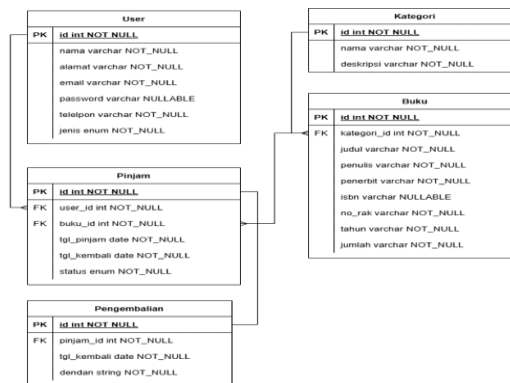 User
PK id int NOT NULL
nama varchar NOT_NULL
alamat varchar NOT_NULL
email varchar NOT_NULL
password varchar NULLABLE
telelpon varchar NOT_NULL
jenis enum NOT_NULL
Pinjam
PK id int NOT NULL
FK user_id int NOT_NULL
FK buku_id int NOT_NULL
tgl_pinjam date NOT_NULL
tgl_kembali date NOT_NULL
status enum NOT_NULL
Pengembalian
PK id int NOT NULL
FK pinjam_id int NOT_NULL
tgl_kembali date NOT_NULL
dendan string NOT_NULL
Kategori
PK id int NOT NULL
nama varchar NOT_NULL
deskripsi varchar NOT_NULL
Buku
PK id int NOT NULL
FK kategori_id int NOT_NULL
judul varchar NOT_NULL
penulis varchar NOT_NULL
penerbit varchar NOT_NULL
isbn varchar NULLABLE
no_rak varchar NOT_NULL
tahun varchar NOT_NULL
jumlah varchar NOT_NULL